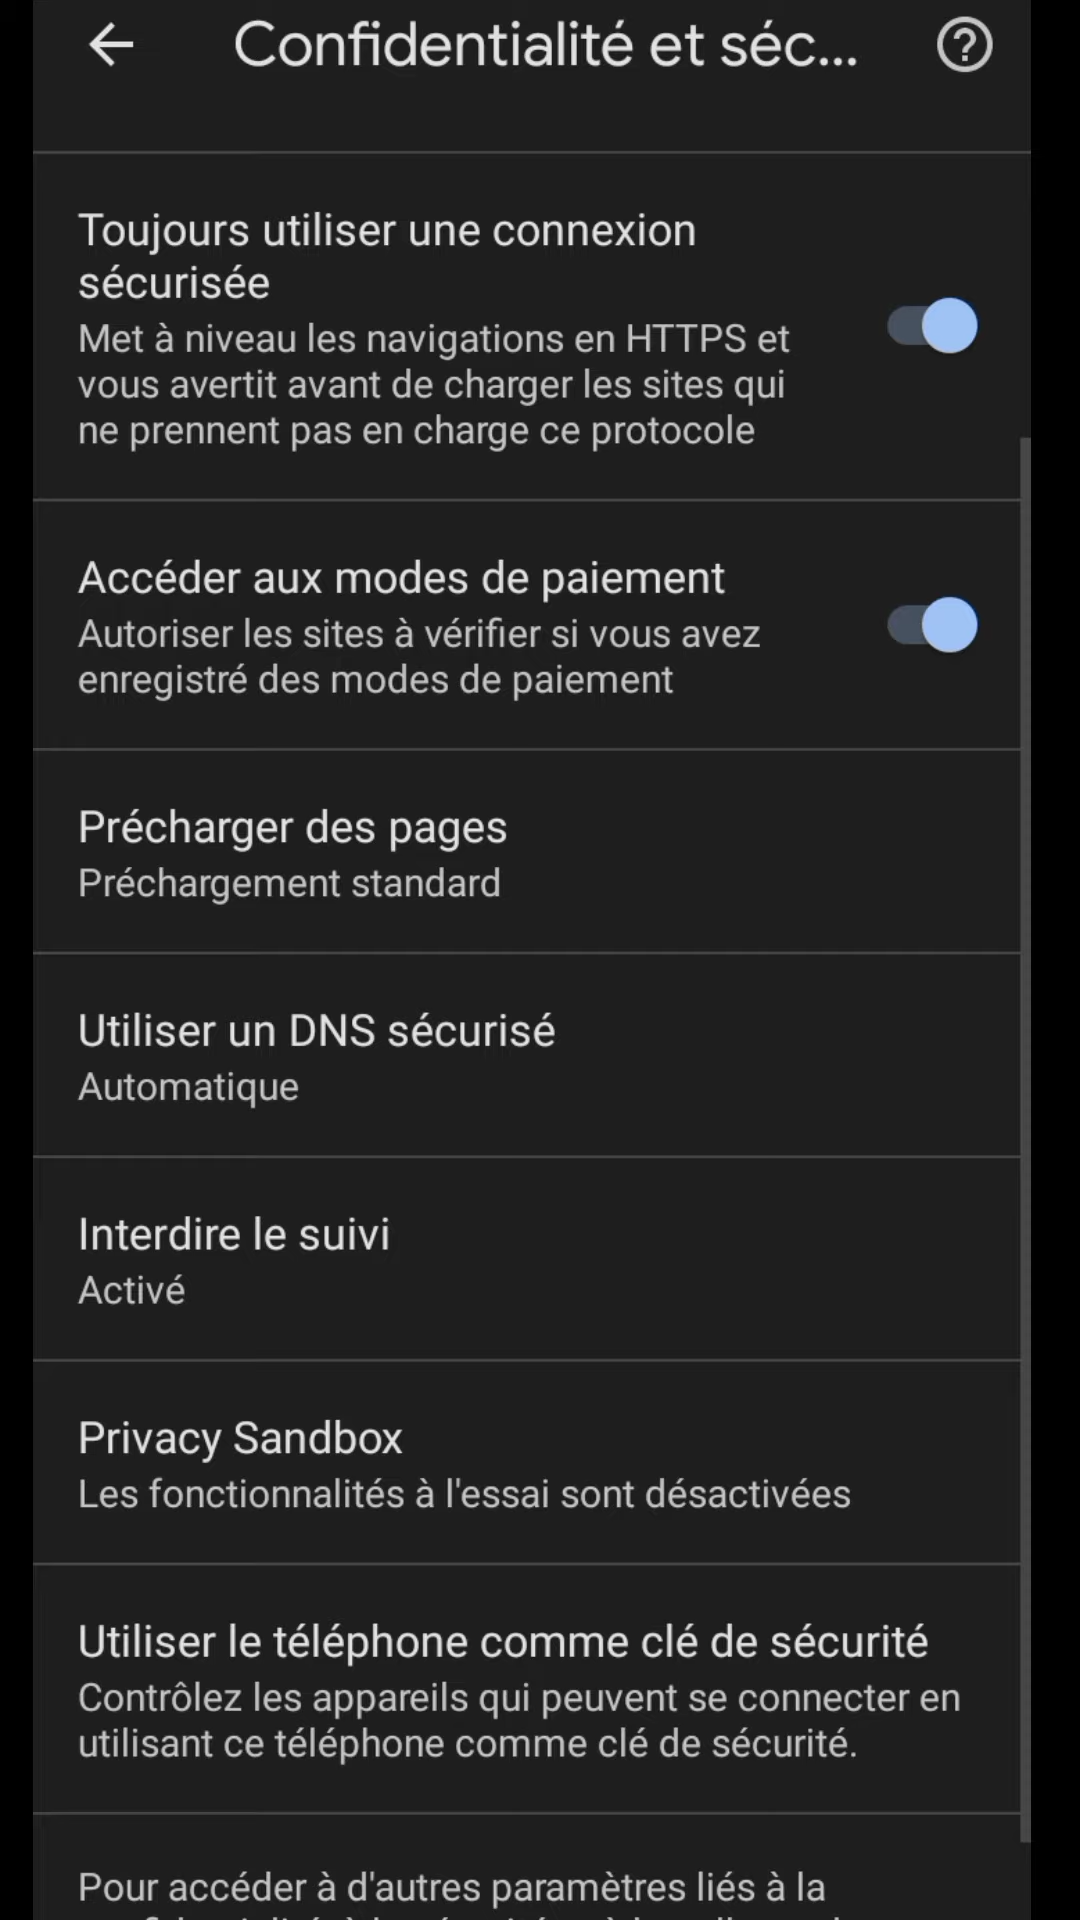 Confidentialité et séc...
Toujours utiliser une connexion
sécurisée
Met à niveau les navigations en HTTPS et
vous avertit avant de charger les sites qui
ne prennent pas en charge ce protocole
Accéder aux modes de paiement
Autoriser les sites à vérifier si vous avez
enregistré des modes de paiement
Précharger des pages
Préchargement standard
Utiliser un DNS sécurisé
Automatique
Interdire le suivi
Activé
Privacy Sandbox
Les fonctionnalités à l'essai sont désactivées
Utiliser le téléphone comme clé de sécurité
Contrôlez les appareils qui peuvent se connecter en
utilisant ce téléphone comme clé de sécurité.
Pour accéder à d'autres paramètres liés à la